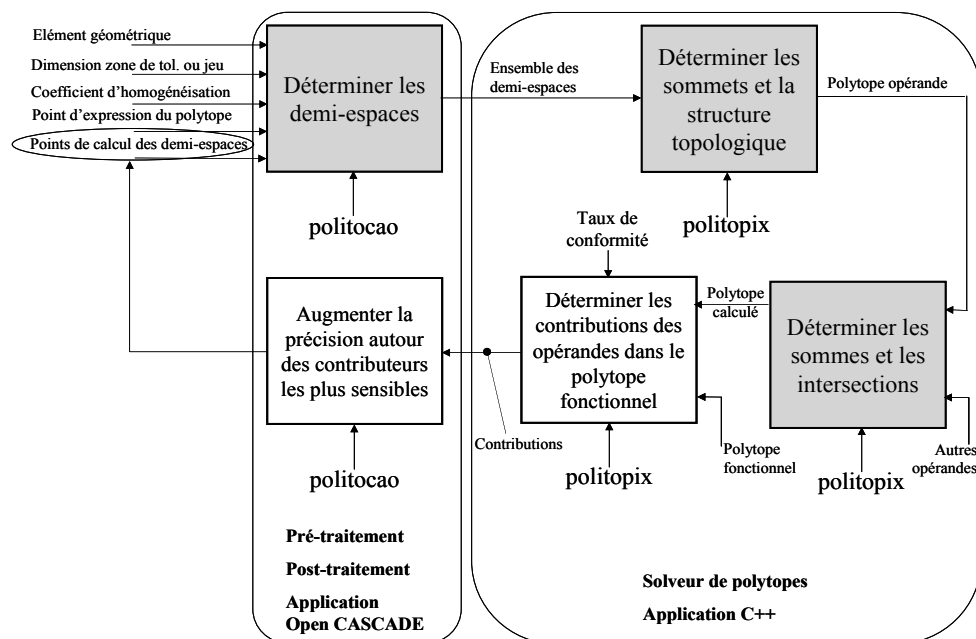 Elément géométrique
Dimension zone de tol. ou jeu
Coefficient d'homogénéisation
Point d'expression du polytope
Points de calcul des demi-espaces
Déterminer les
demi-espaces
politocao
Ensemble des
demi-espaces
Déterminer les
sommets et la
structure
topologique
politopix
Polytope opérande
Taux de
conformité
Augmenter la
précision autour
des contributeurs
les plus sensibles
politocao
Contributions
Déterminer les
contributions des
opérandes dans le
polytope
fonctionnel
politopix
Polytope
calculé
Polytope
fonctionnel
Déterminer les
sommes et les
intersections
politopix
Autres
opérandes
Pré-traitement
Post-traitement
Application
Open CASCADE
Solveur de polytopes
Application C++